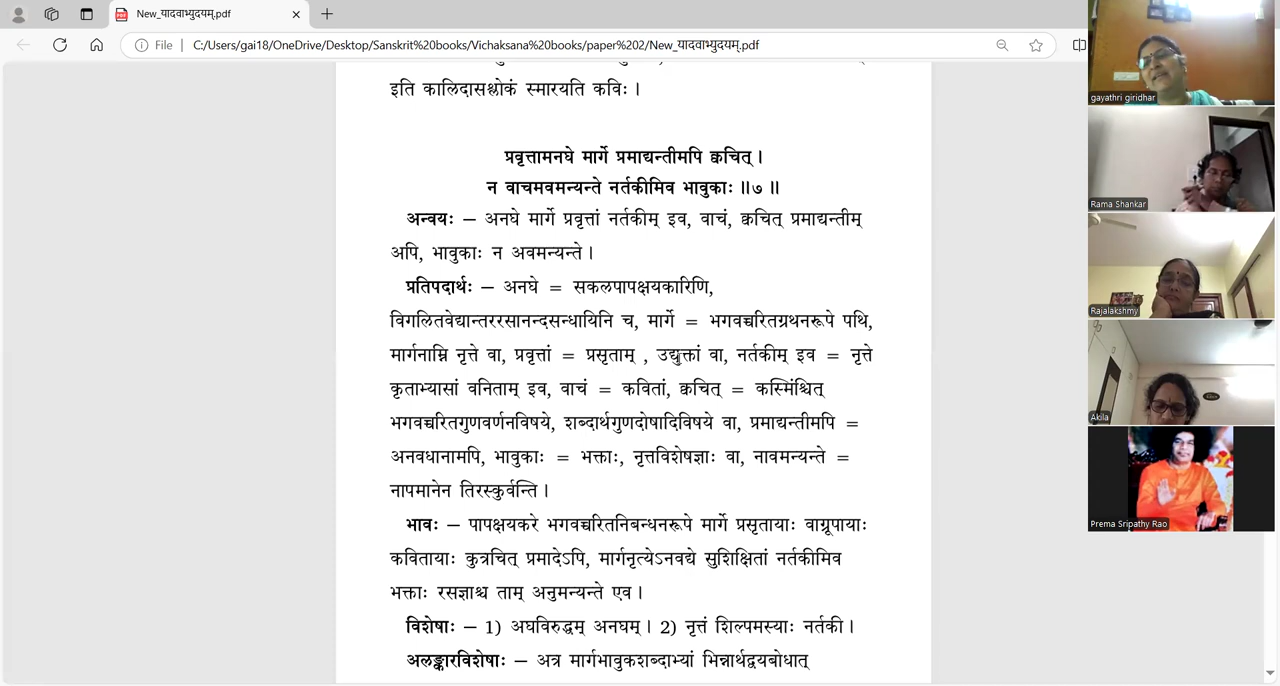 New_यादवाभ्युदयम्.pdf
File
C:/Users/gai18/OneDrive/Desktop/Sanskrit%20books/Vichaksana%20books/paper%202/New_यादवाभ्युदयम्.pdf
इति कालिदासश्लोकं स्मारयति कविः ।
प्रवृत्तामनघे मार्गे प्रमाद्यन्तीमपि क्वचित् ।
न वाचमवमन्यन्ते नर्तकीमिव भावुकाः ॥७॥
अन्वयः – अनघे मार्गे प्रवृत्तां नर्तकीम् इव, वाचं, क्वचित् प्रमाद्यन्तीम्
अपि, भावुकाः न अवमन्यन्ते ।
प्रतिपदार्थः – अनघे = सकलपापक्षयकारिणि,
विगलितवेद्यान्तररसानन्दसन्धायिनि च, मार्गे = भगवच्चरितग्रथनरूपे पथि,
मार्गनाम्नि नृत्ते वा, प्रवृत्तां = प्रसृताम् , उद्युक्तां वा, नर्तकीम् इव = नृत्ते
कृताभ्यासां वनिताम् इव, वाचं = कवितां, क्वचित् = कस्मिंश्चित्
भगवच्चरितगुणवर्णनविषये, शब्दार्थगुणदोषादिविषये वा, प्रमाद्यन्तीमपि =
अनवधानामपि, भावुकाः = भक्ताः, नृत्तविशेषज्ञाः वा, नावमन्यन्ते =
नापमानेन तिरस्कुर्वन्ति ।
भावः – पापक्षयकरे भगवच्चरितनिबन्धनरूपे मार्गे प्रसृतायाः वाग्रूपायाः
कवितायाः कुत्रचित् प्रमादेऽपि, मार्गनृत्येऽनवद्ये सुशिक्षितां नर्तकीमिव
भक्ताः रसज्ञाश्च ताम् अनुमन्यन्ते एव ।
विशेषाः – 1) अघविरुद्धम् अनघम् । 2) नृत्तं शिल्पमस्याः नर्तकी ।
अलङ्कारविशेषाः – अत्र मार्गभावुकशब्दाभ्यां भिन्नार्थद्वयबोधात्
gayathri giridhar
Rama Shankar
Rajalakshmy
Akila
Prema Sripathy Rao